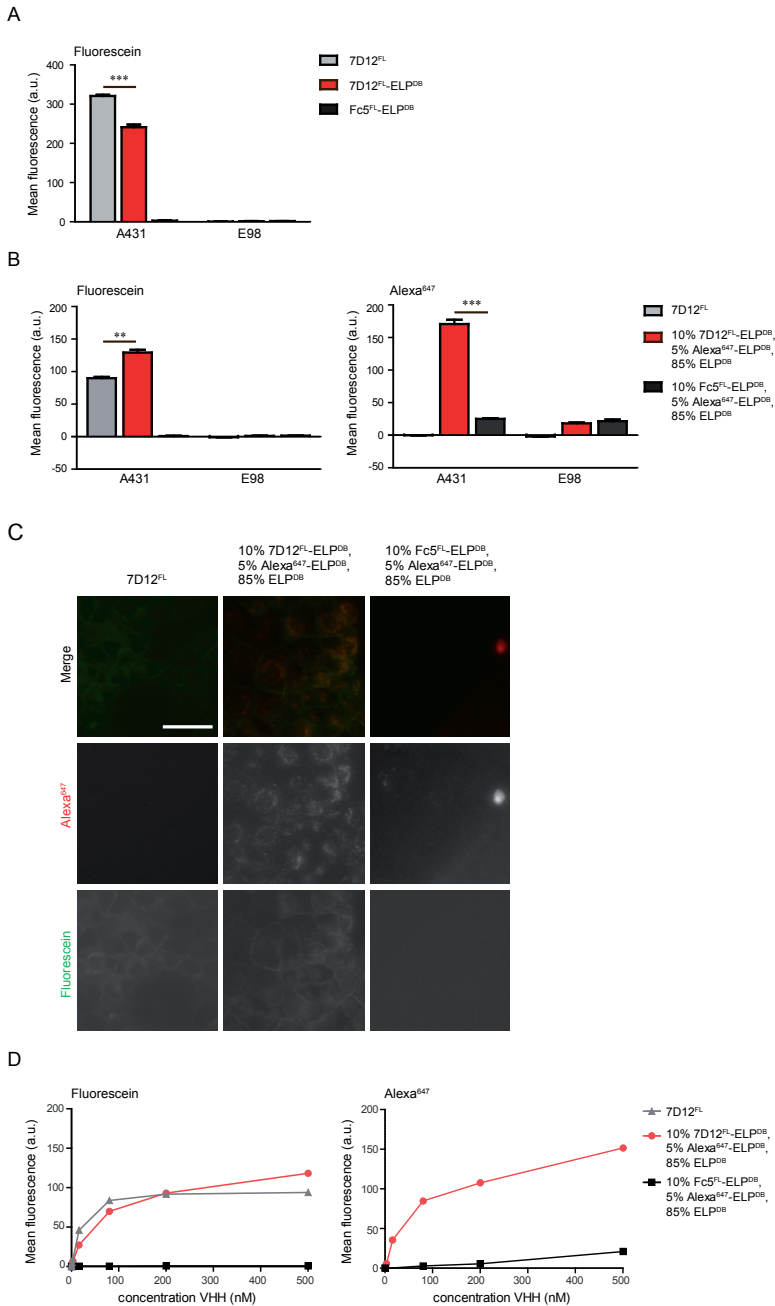 A
Fluorescein
Mean fluorescence (a.u.)
400
300
200
100
0
***
A431
E98
7D12ᶠᴸ
7D12ᶠᴸ-ELPᴰᴮ
Fc5ᶠᴸ-ELPᴰᴮ
B
Fluorescein
Mean fluorescence (a.u.)
200
150
100
50
0
-50
**
A431
E98
Alexa⁶⁴⁷
Mean fluorescence (a.u.)
200
150
100
50
0
-50
***
A431
E98
7D12ᶠᴸ
10% 7D12ᶠᴸ-ELPᴰᴮ,
5% Alexa⁶⁴⁷-ELPᴰᴮ,
85% ELPᴰᴮ
10% Fc5ᶠᴸ-ELPᴰᴮ,
5% Alexa⁶⁴⁷-ELPᴰᴮ,
85% ELPᴰᴮ
C
7D12ᶠᴸ
10% 7D12ᶠᴸ-ELPᴰᴮ,
5% Alexa⁶⁴⁷-ELPᴰᴮ,
85% ELPᴰᴮ
10% Fc5ᶠᴸ-ELPᴰᴮ,
5% Alexa⁶⁴⁷-ELPᴰᴮ,
85% ELPᴰᴮ
Merge
Alexa⁶⁴⁷
Fluorescein
D
Fluorescein
Mean fluorescence (a.u.)
200
150
100
50
0
0 100 200 300 400 500
concentration VHH (nM)
Alexa⁶⁴⁷
Mean fluorescence (a.u.)
200
150
100
50
0
0 100 200 300 400 500
concentration VHH (nM)
7D12ᶠᴸ
10% 7D12ᶠᴸ-ELPᴰᴮ,
5% Alexa⁶⁴⁷-ELPᴰᴮ,
85% ELPᴰᴮ
10% Fc5ᶠᴸ-ELPᴰᴮ,
5% Alexa⁶⁴⁷-ELPᴰᴮ,
85% ELPᴰᴮ